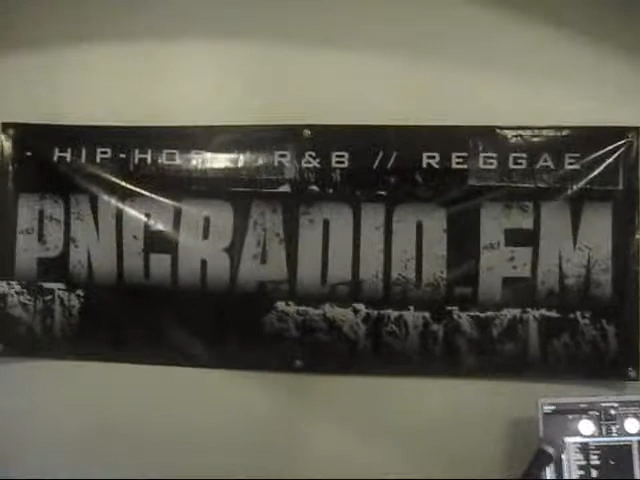 - HIP-HOP // R&B // REGGAE
PNCRADIO.FM